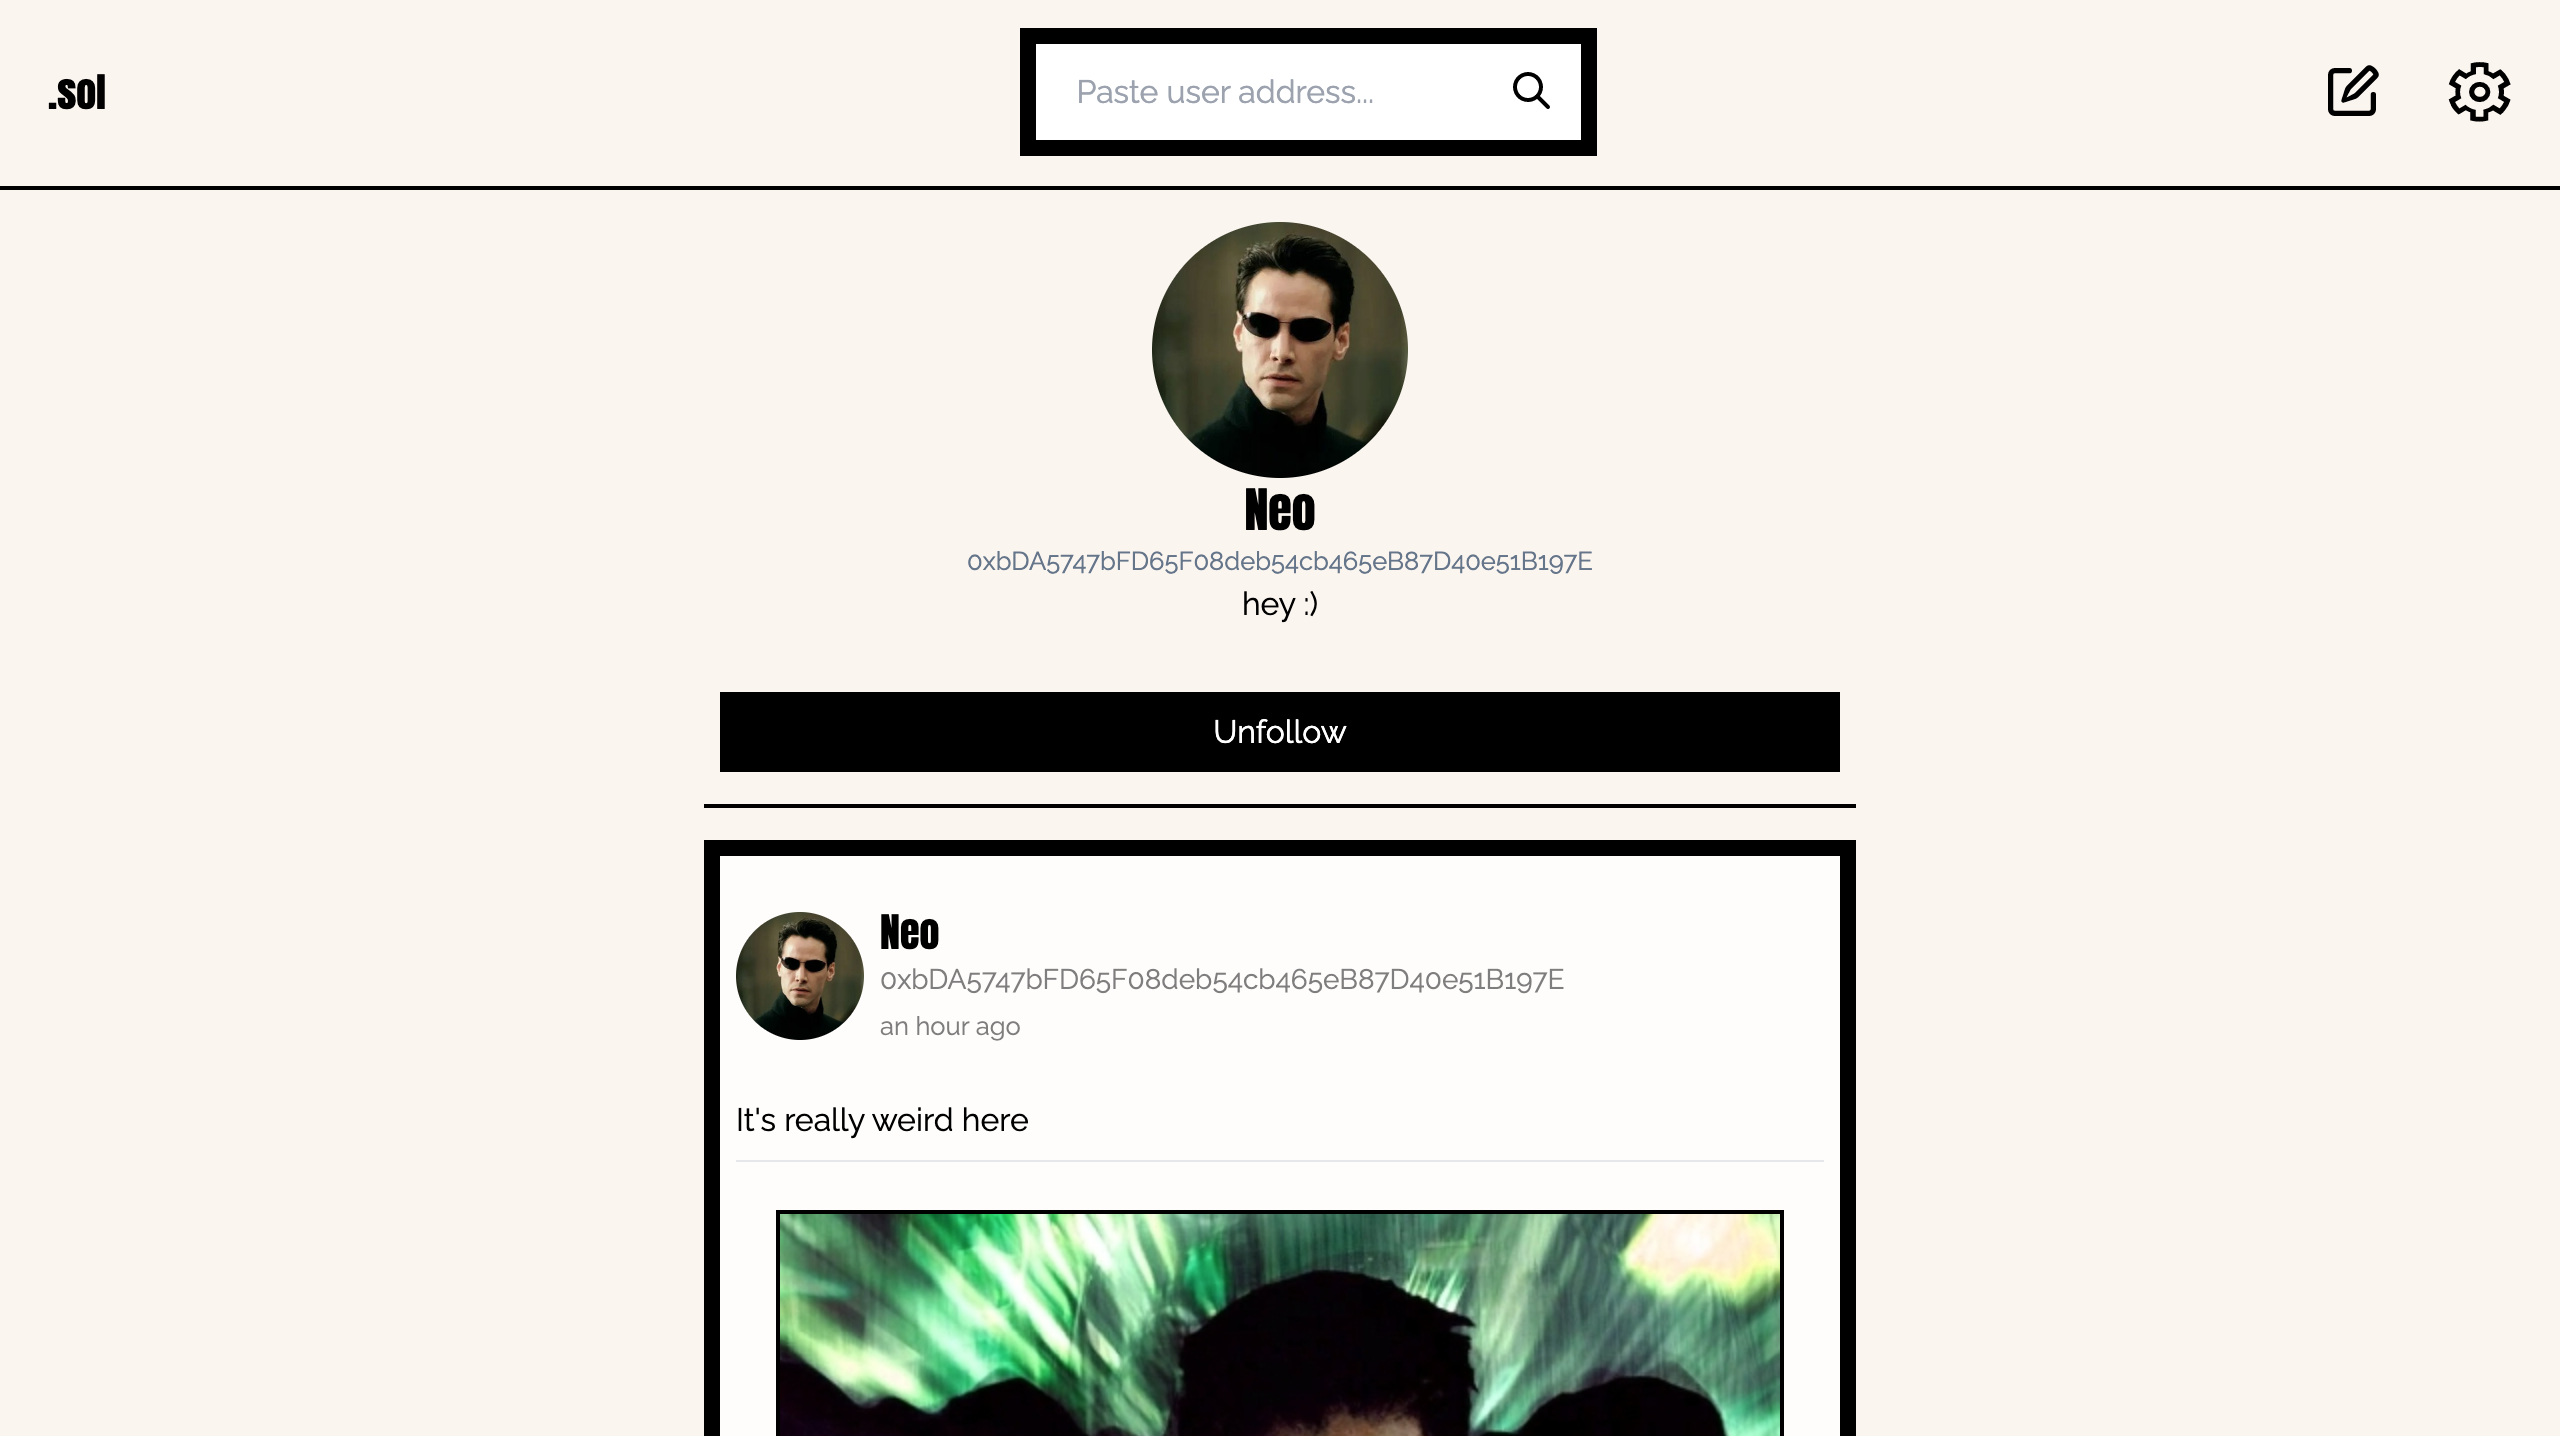 .sol
Paste user address...
Neo
0xbDA5747bFD65F08deb54cb465eB87D40e51B197E
hey :)
Unfollow
Neo
0xbDA5747bFD65F08deb54cb465eB87D40e51B197E
an hour ago
It's really weird here